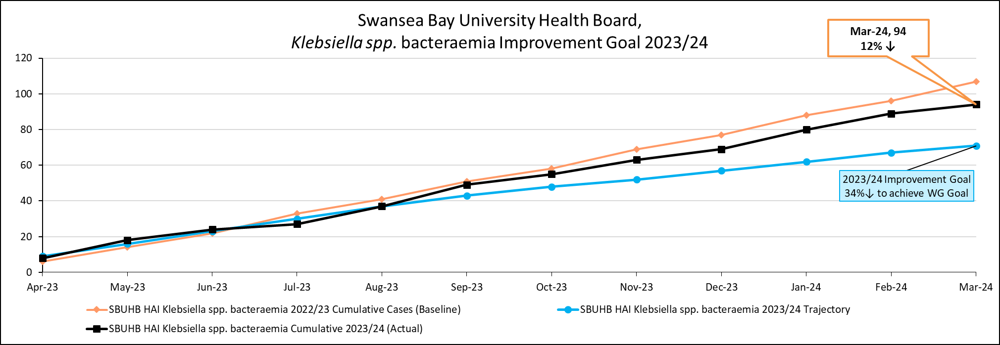 Swansea Bay University Health Board,
Klebsiella spp. bacteraemia Improvement Goal 2023/24
Mar-24, 94
12% ↓
120
100
80
60
40
20
0
2023/24 Improvement Goal
34%↓ to achieve WG Goal
Apr-23 May-23 Jun-23 Jul-23 Aug-23 Sep-23 Oct-23 Nov-23 Dec-23 Jan-24 Feb-24 Mar-24
SBUHB HAI Klebsiella spp. bacteraemia 2022/23 Cumulative Cases (Baseline)
SBUHB HAI Klebsiella spp. bacteraemia 2023/24 Trajectory
SBUHB HAI Klebsiella spp. bacteraemia Cumulative 2023/24 (Actual)